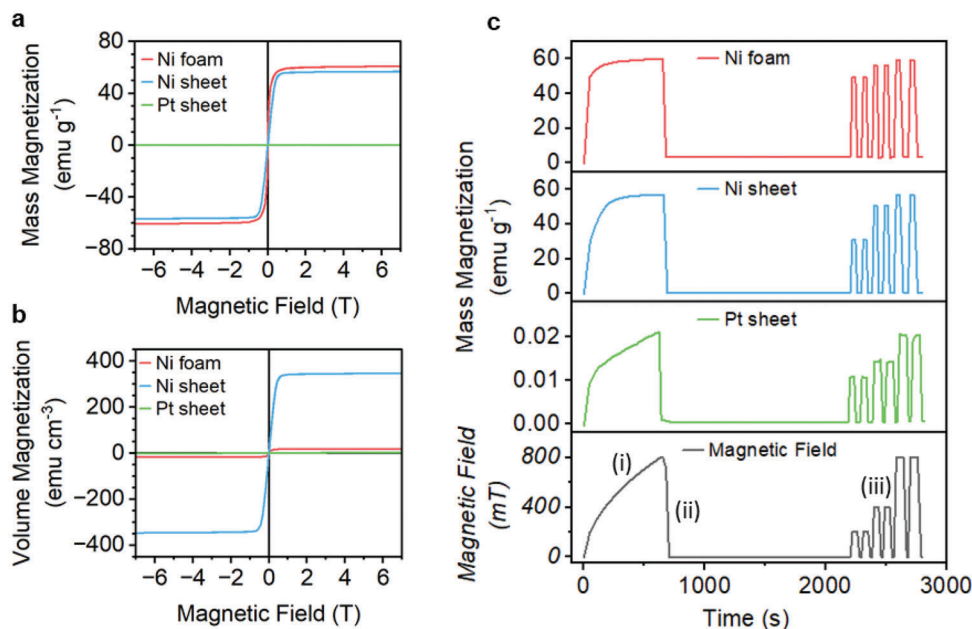 a
Mass Magnetization
(emu g⁻¹)
80
40
0
−40
−80
Ni foam
Ni sheet
Pt sheet
−6 −4 −2 0 2 4 6
Magnetic Field (T)
b
Volume Magnetization
(emu cm⁻³)
400
200
0
−200
−400
Ni foam
Ni sheet
Pt sheet
−6 −4 −2 0 2 4 6
Magnetic Field (T)
c
Mass Magnetization
(emu g⁻¹)
60
40
20
0
Ni foam
60
40
20
0
Ni sheet
0.02
0.01
0.00
Pt sheet
Magnetic Field
(mT)
800
400
0
Magnetic Field
(i)
(ii)
(iii)
0 1000 2000 3000
Time (s)